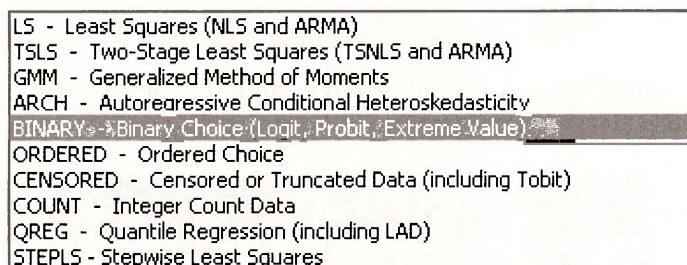 LS - Least Squares (NLS and ARMA)
TSLS - Two-Stage Least Squares (TSNLS and ARMA)
GMM - Generalized Method of Moments
ARCH - Autoregressive Conditional Heteroskedasticity
BINARY - Binary Choice (Logit, Probit, Extreme Value)
ORDERED - Ordered Choice
CENSORED - Censored or Truncated Data (including Tobit)
COUNT - Integer Count Data
QREG - Quantile Regression (including LAD)
STEPLS - Stepwise Least Squares